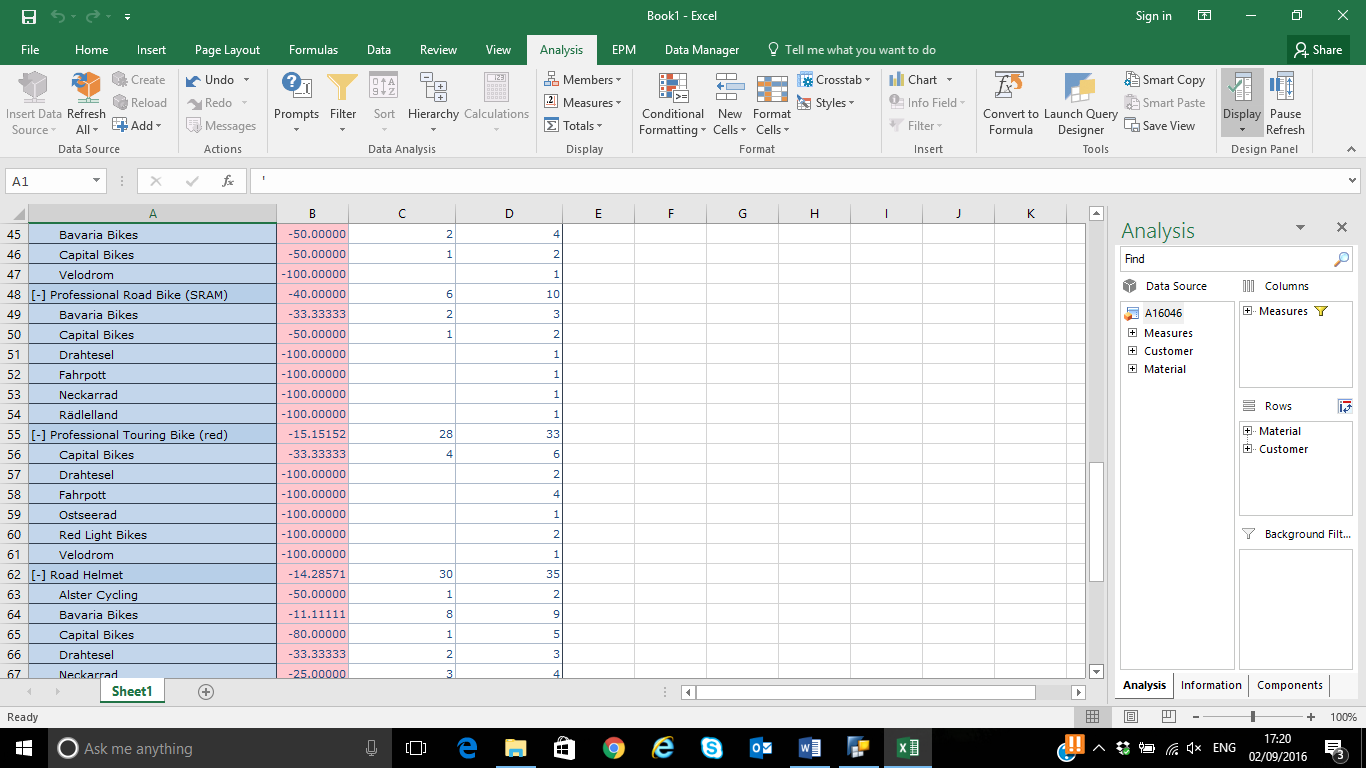 Book1 - Excel
Sign in
File Home Insert Page Layout Formulas Data Review View Analysis EPM Data Manager Tell me what you want to do Share
Insert Data Source Refresh All Create Reload Add Data Source
Undo Redo Messages Actions
Prompts Filter Sort Hierarchy Calculations Data Analysis
Members Measures Totals Display
Conditional Formatting New Cells Format Cells Crosstab Styles Format
Chart Info Field Filter Insert
Convert to Formula Launch Query Designer Smart Copy Smart Paste Save View Tools
Display Pause Refresh Design Panel
A1 fx '
A B C D E F G H I J K
45 Bavaria Bikes -50.00000 2 4
46 Capital Bikes -50.00000 1 2
47 Velodrom -100.00000 1
48 [-] Professional Road Bike (SRAM) -40.00000 6 10
49 Bavaria Bikes -33.33333 2 3
50 Capital Bikes -50.00000 1 2
51 Drahtesel -100.00000 1
52 Fahrpott -100.00000 1
53 Neckarrad -100.00000 1
54 Rädlelland -100.00000 1
55 [-] Professional Touring Bike (red) -15.15152 28 33
56 Capital Bikes -33.33333 4 6
57 Drahtesel -100.00000 2
58 Fahrpott -100.00000 4
59 Ostseerad -100.00000 1
60 Red Light Bikes -100.00000 2
61 Velodrom -100.00000 1
62 [-] Road Helmet -14.28571 30 35
63 Alster Cycling -50.00000 1 2
64 Bavaria Bikes -11.11111 8 9
65 Capital Bikes -80.00000 1 5
66 Drahtesel -33.33333 2 3
67 Neckarrad -25.00000 3 4
Analysis
Find
Data Source
A16046
Measures
Customer
Material
Columns
Measures
Rows
Material
Customer
Background Filt...
Analysis Information Components
Sheet1
Ready
100%
Ask me anything
ENG
17:20
02/09/2016
3